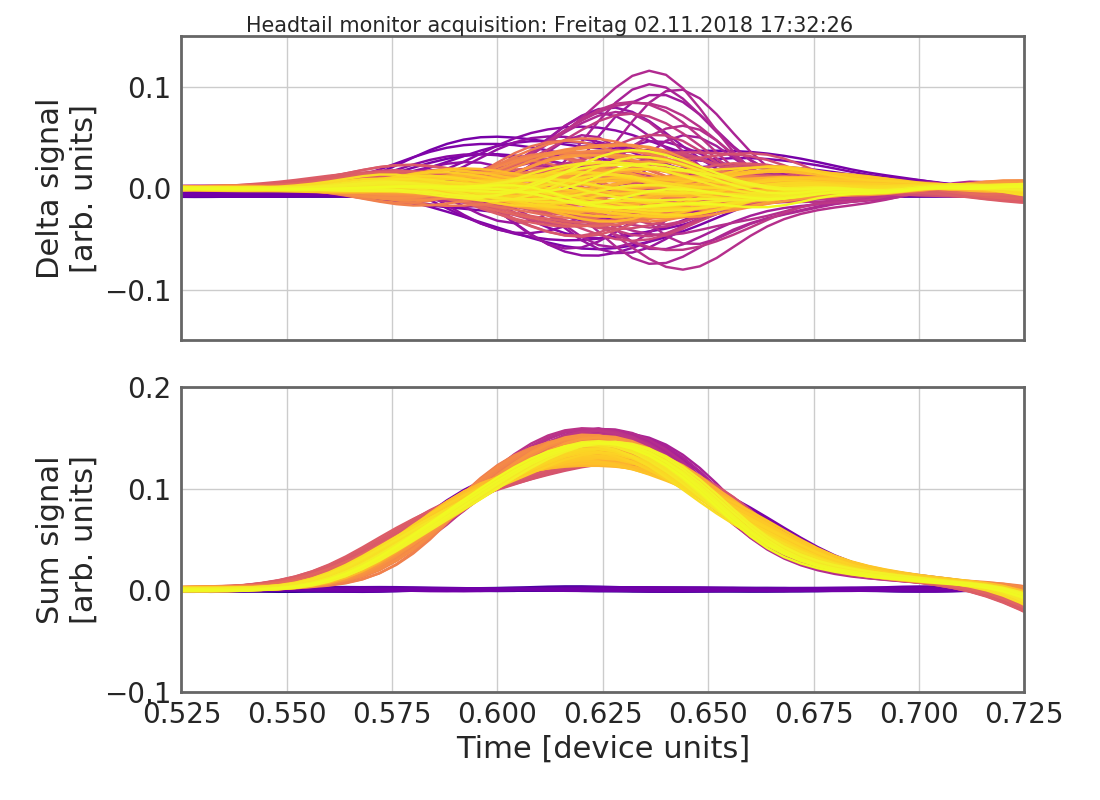 Headtail monitor acquisition: Freitag 02.11.2018 17:32:26
Delta signal
[arb. units]
0.1
0.0
−0.1
Sum signal
[arb. units]
0.2
0.1
0.0
−0.1
0.525 0.550 0.575 0.600 0.625 0.650 0.675 0.700 0.725
Time [device units]